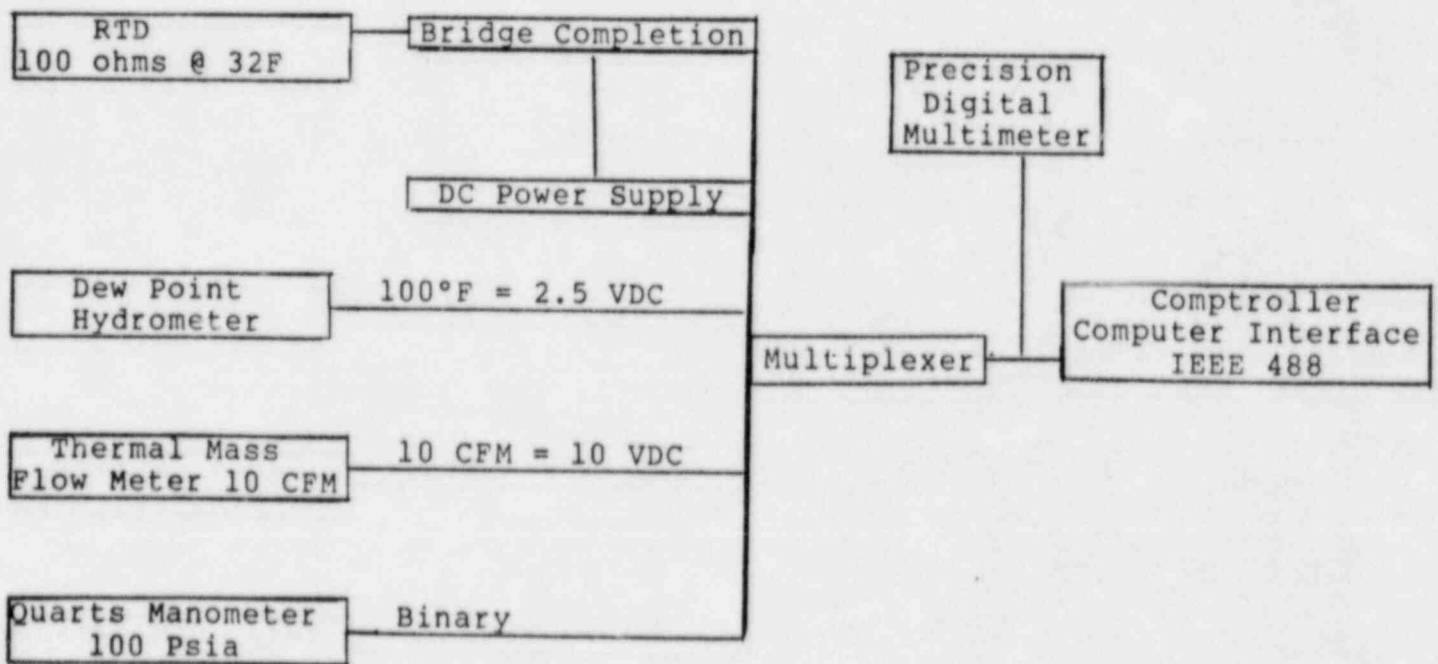 RTD
100 ohms @ 32F
Bridge Completion
Precision
Digital
Multimeter
DC Power Supply
Dew Point
Hydrometer
100°F = 2.5 VDC
Comptroller
Computer Interface
IEEE 488
Multiplexer
Thermal Mass
Flow Meter 10 CFM
10 CFM = 10 VDC
Quarts Manometer
100 Psia
Binary